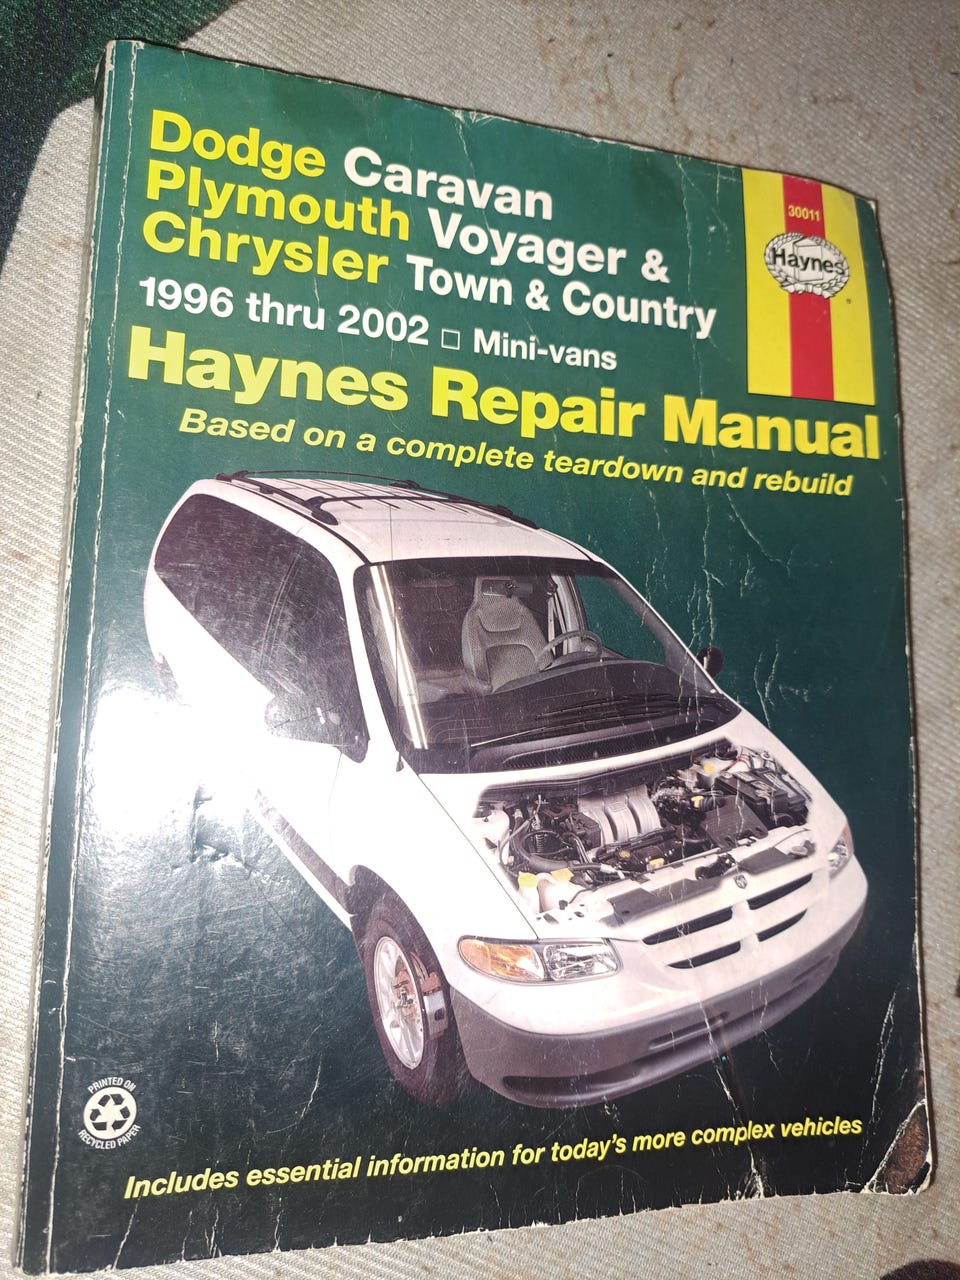 Dodge Caravan
Plymouth Voyager &
Chrysler Town & Country
1996 thru 2002 □ Mini-vans
Haynes Repair Manual
Based on a complete teardown and rebuild
30011
Haynes
®
PRINTED ON
RECYCLED PAPER
Includes essential information for today's more complex vehicles